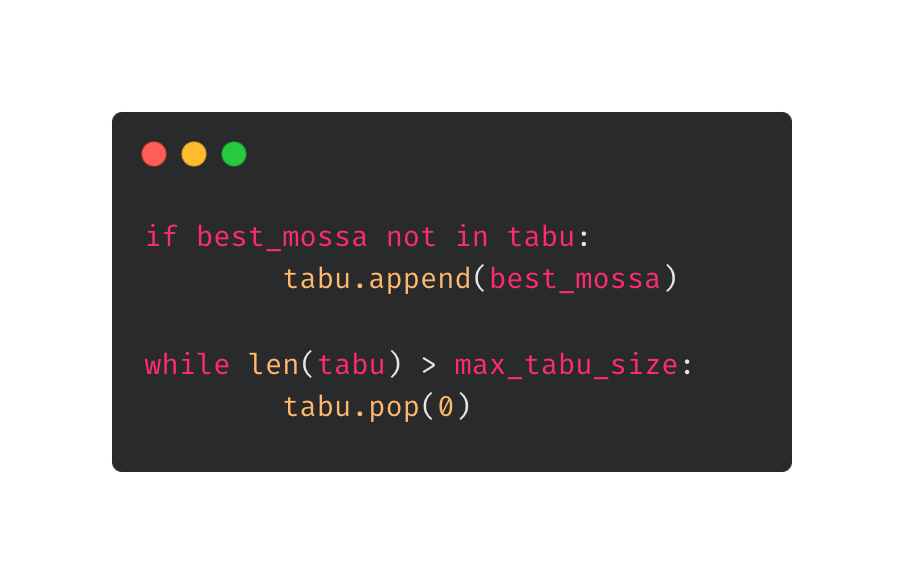 if best_mossa not in tabu:
        tabu.append(best_mossa)

while len(tabu) > max_tabu_size:
        tabu.pop(0)